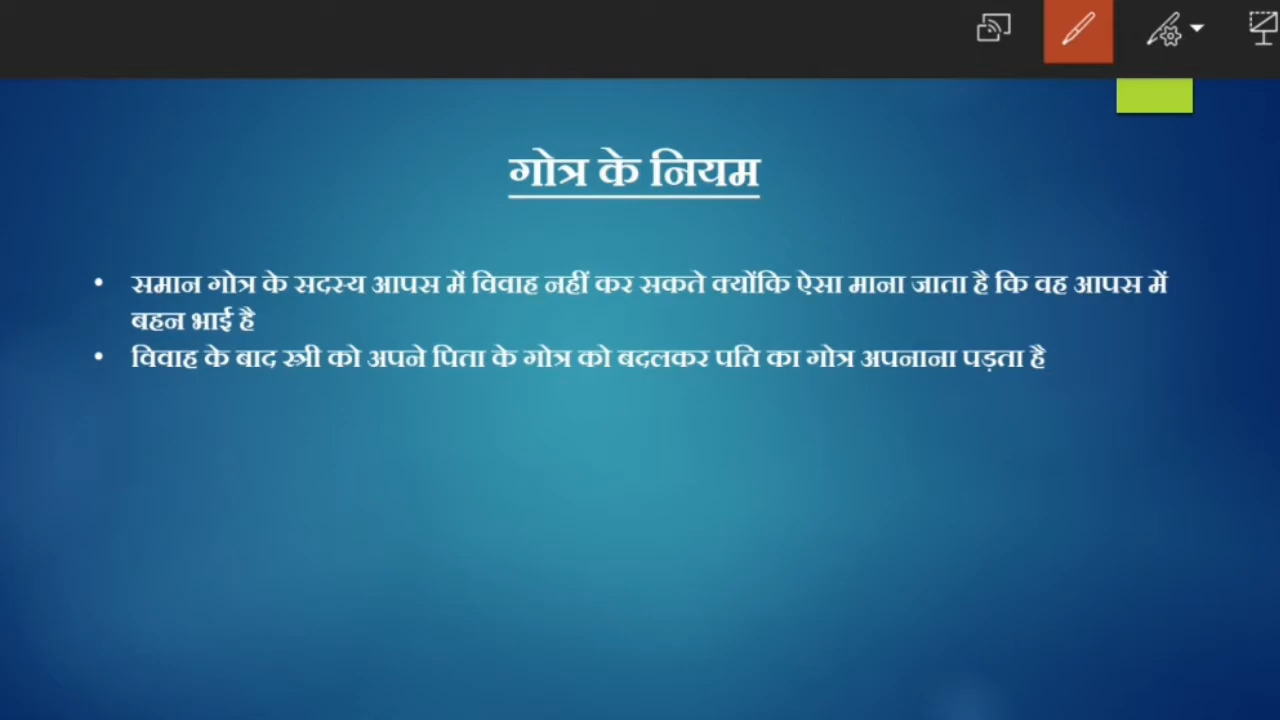 गोत्र के नियम
• समान गोत्र के सदस्य आपस में विवाह नहीं कर सकते क्योंकि ऐसा माना जाता है कि वह आपस में
बहन भाई है
• विवाह के बाद स्त्री को अपने पिता के गोत्र को बदलकर पति का गोत्र अपनाना पड़ता है